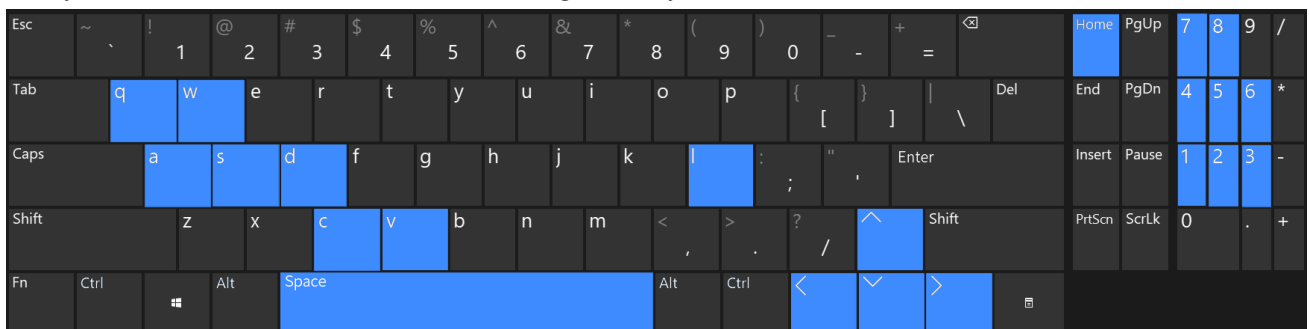 Esc ~ ` ! 1 @ 2 # 3 $ 4 % 5 ^ 6 & 7 * 8 ( 9 ) 0 _ - + = Home PgUp 7 8 9 /
Tab q w e r t y u i o p { [ } ] | \ Del End PgDn 4 5 6 *
Caps a s d f g h j k l : ; " ' Enter Insert Pause 1 2 3 -
Shift z x c v b n m < , > . ? / Shift PrtScn ScrLk 0 . +
Fn Ctrl Alt Space Alt Ctrl